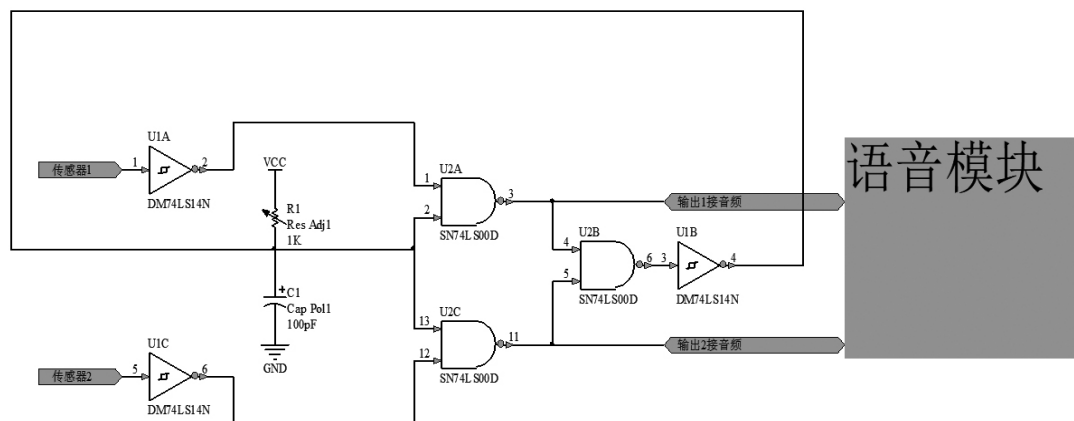 U1A
传感器1
1
2
DM74LS14N
VCC
R1
Res Adj1
1K
C1
Cap Pol1
100pF
GND
U1C
传感器2
5
6
DM74LS14N
U2A
1
2
3
SN74LS00D
U2C
13
12
11
SN74LS00D
U2B
4
5
6
SN74LS00D
U1B
3
4
DM74LS14N
输出1接音频
输出2接音频
语音模块